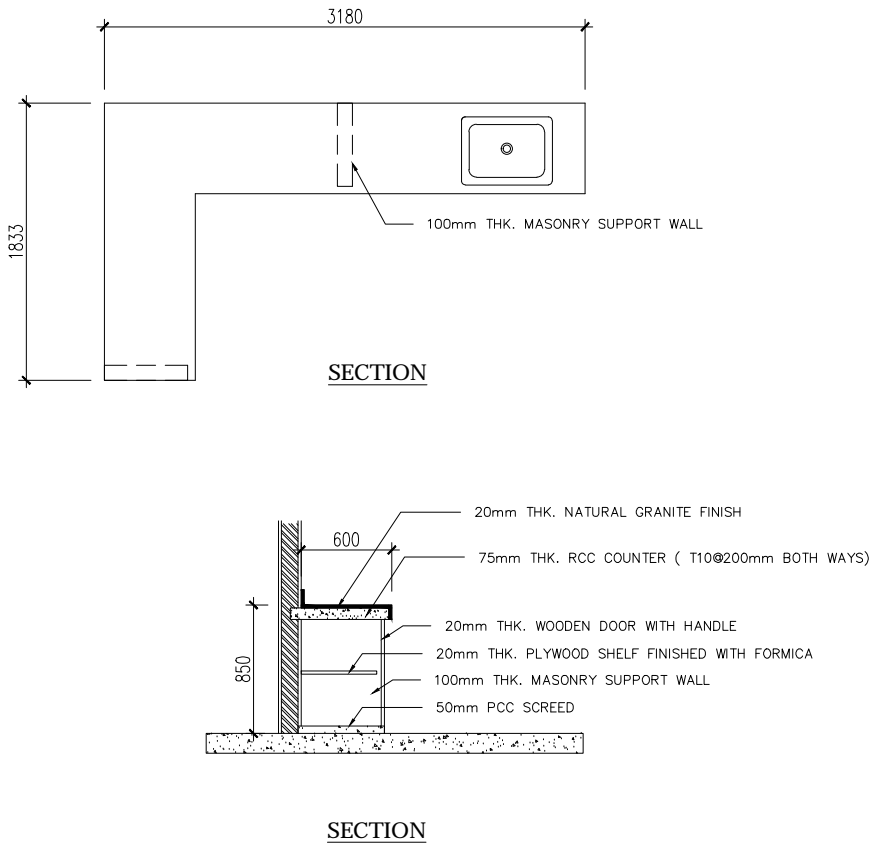 3180
1833
100mm THK. MASONRY SUPPORT WALL
SECTION
20mm THK. NATURAL GRANITE FINISH
600
75mm THK. RCC COUNTER ( T10@200mm BOTH WAYS)
20mm THK. WOODEN DOOR WITH HANDLE
20mm THK. PLYWOOD SHELF FINISHED WITH FORMICA
850
100mm THK. MASONRY SUPPORT WALL
50mm PCC SCREED
SECTION